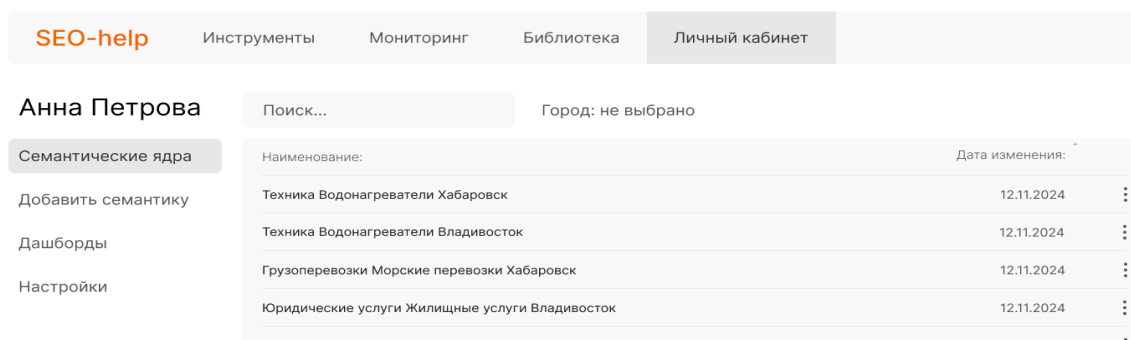 SEO-help Инструменты Мониторинг Библиотека Личный кабинет
Анна Петрова Поиск... Город: не выбрано
Семантические ядра
Добавить семантику
Дашборды
Настройки
Наименование: Дата изменения:
Техника Водонагреватели Хабаровск 12.11.2024
Техника Водонагреватели Владивосток 12.11.2024
Грузоперевозки Морские перевозки Хабаровск 12.11.2024
Юридические услуги Жилищные услуги Владивосток 12.11.2024